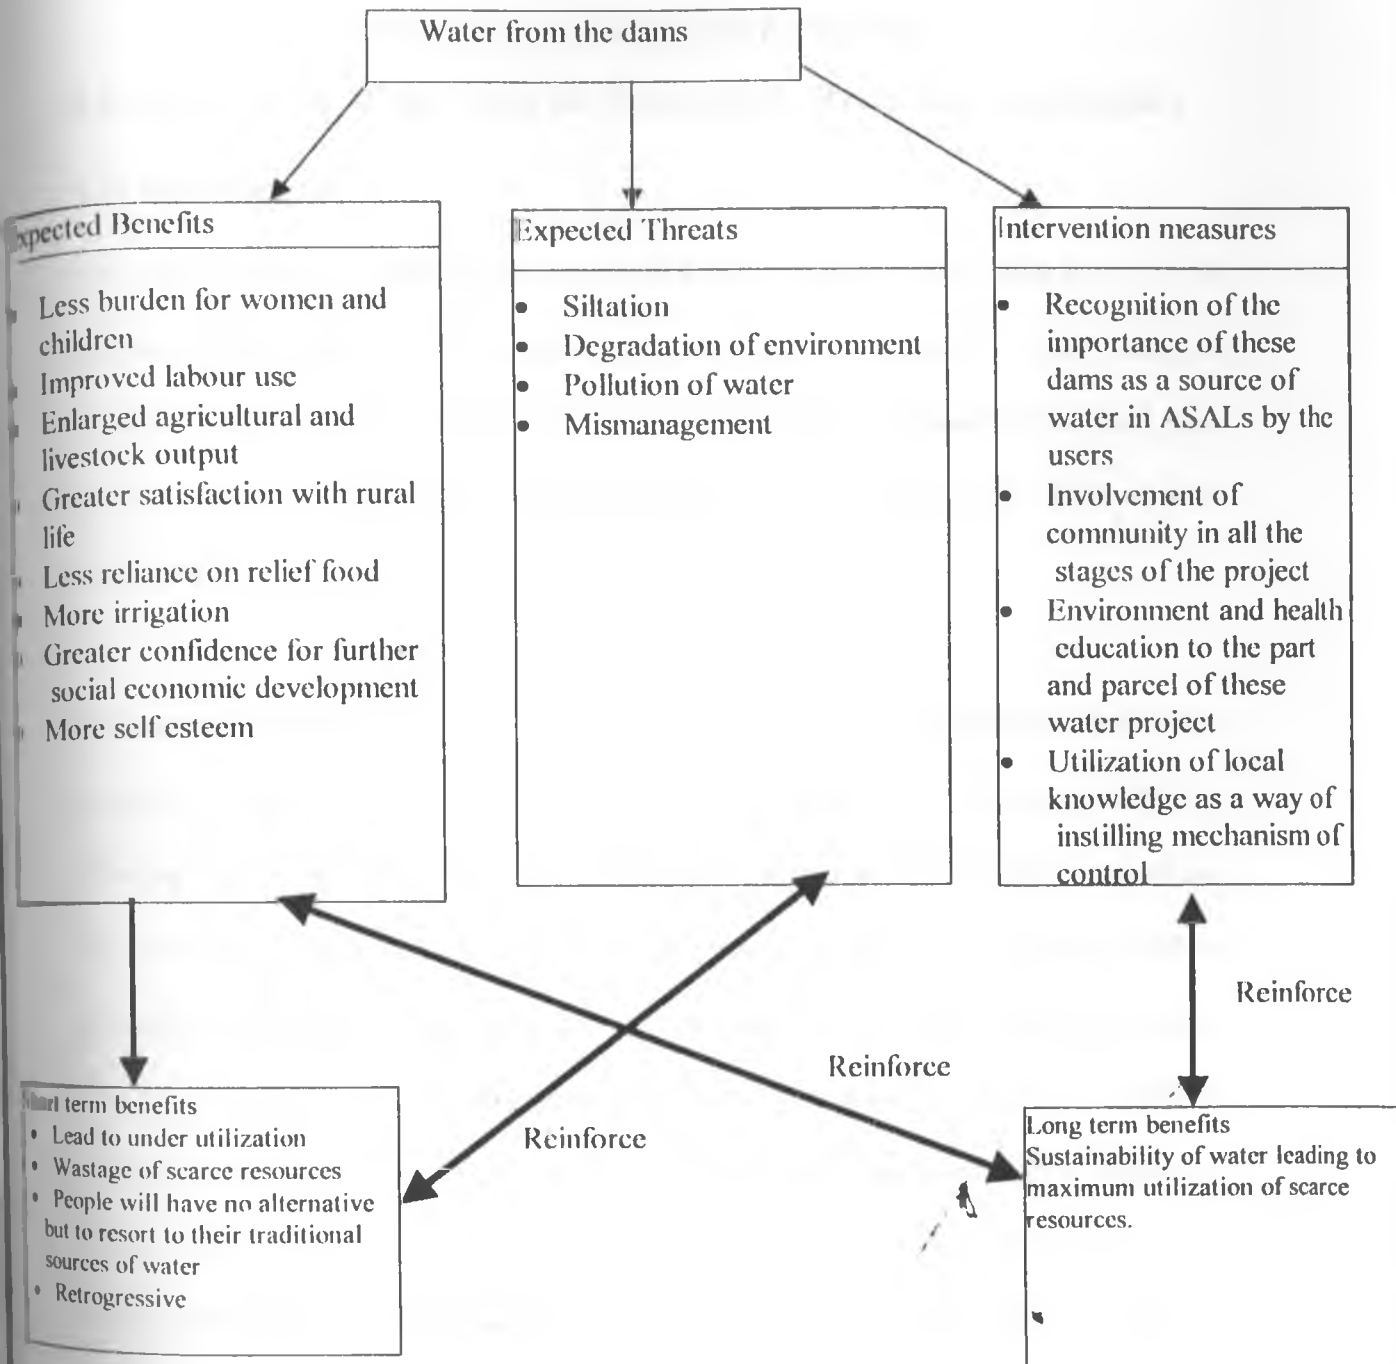 Water from the dams
Expected Benefits
• Less burden for women and
children
• Improved labour use
• Enlarged agricultural and
livestock output
• Greater satisfaction with rural
life
• Less reliance on relief food
• More irrigation
• Greater confidence for further
social economic development
• More self esteem
Expected Threats
• Siltation
• Degradation of environment
• Pollution of water
• Mismanagement
Intervention measures
• Recognition of the
importance of these
dams as a source of
water in ASALs by the
users
• Involvement of
community in all the
stages of the project
• Environment and health
education to the part
and parcel of these
water project
• Utilization of local
knowledge as a way of
instilling mechanism of
control
Reinforce
Reinforce
Reinforce
Short term benefits
• Lead to under utilization
• Wastage of scarce resources
• People will have no alternative
but to resort to their traditional
sources of water
• Retrogressive
Long term benefits
Sustainability of water leading to
maximum utilization of scarce
resources.